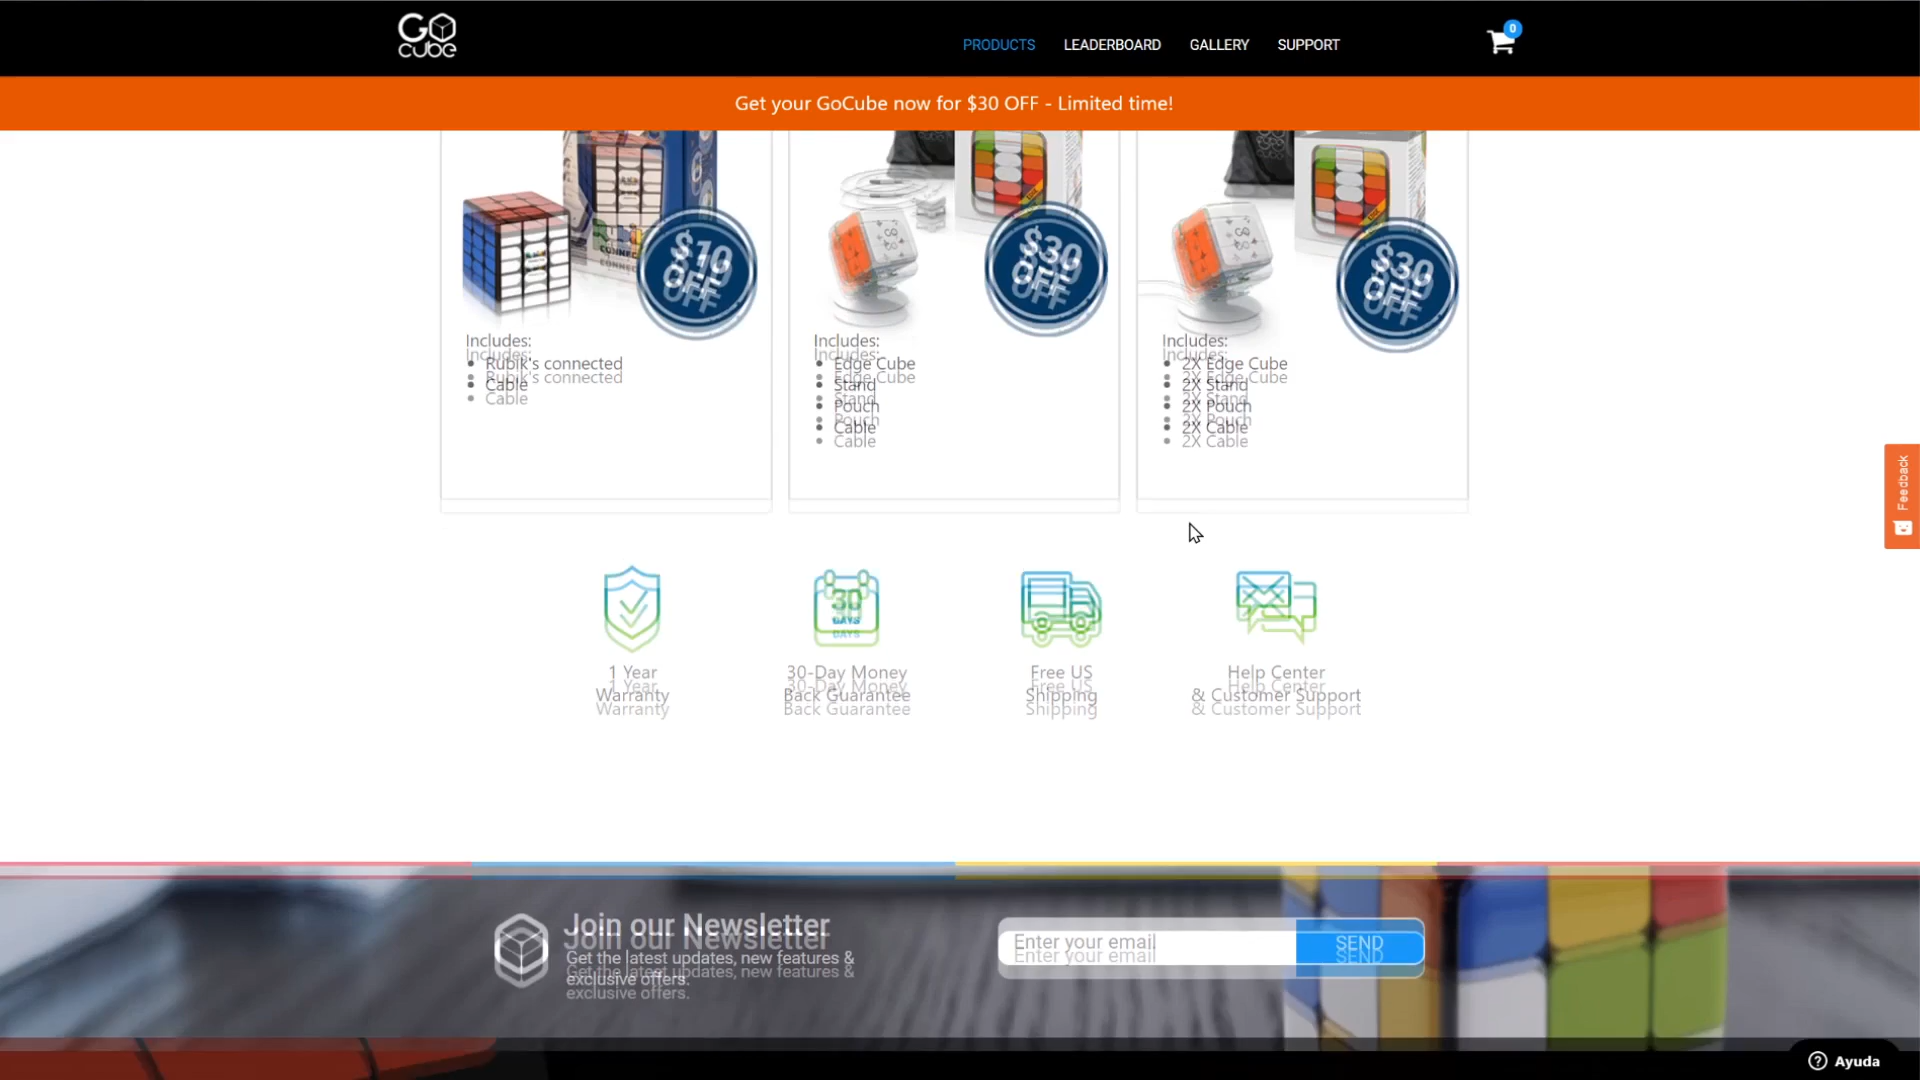 GO cube
PRODUCTS LEADERBOARD GALLERY SUPPORT 0
Get your GoCube now for $30 OFF - Limited time!
$10 OFF
$30 OFF
$30 OFF
Includes:
Rubik's connected
Cable
Includes:
Edge Cube
Stand
Pouch
Cable
Includes:
2X Edge Cube
2X Stand
2X Pouch
2X Cable
Feedback
30 DAYS
1 Year
Warranty
30-Day Money
Back Guarantee
Free US
Shipping
Help Center
& Customer Support
Join our Newsletter
Get the latest updates, new features &
exclusive offers.
Enter your email
SEND
? Ayuda